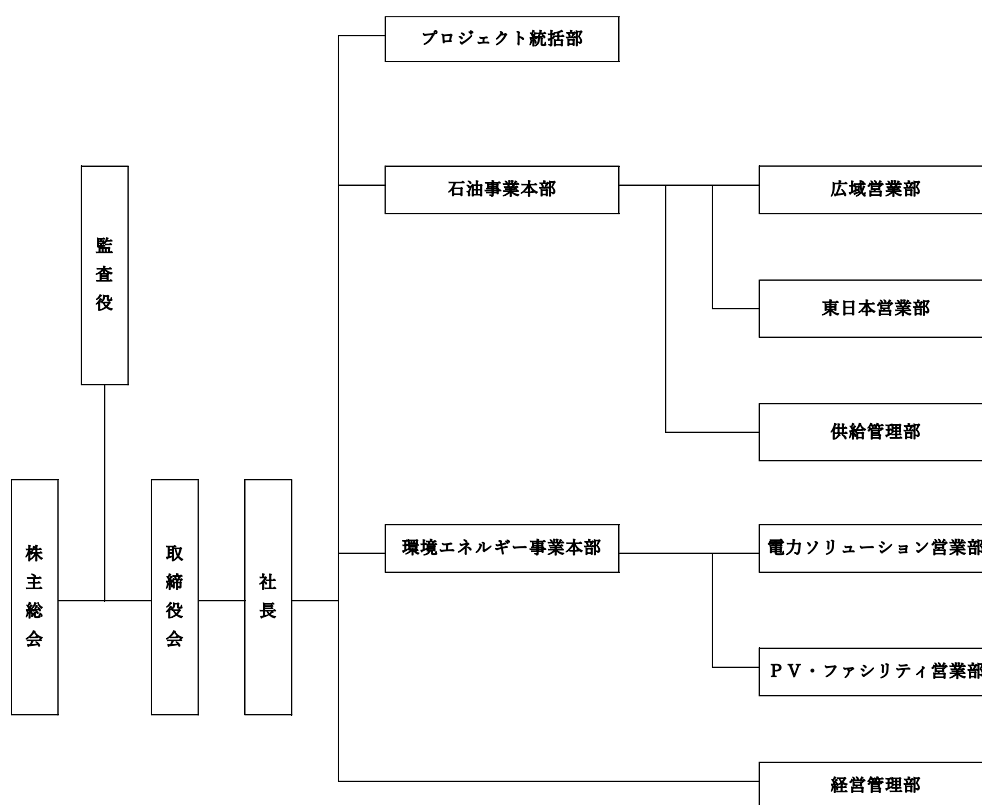 プロジェクト統括部
石油事業本部
広域営業部
監査役
東日本営業部
供給管理部
株主総会
取締役会
社長
環境エネルギー事業本部
電力ソリューション営業部
ＰＶ・ファシリティ営業部
経営管理部